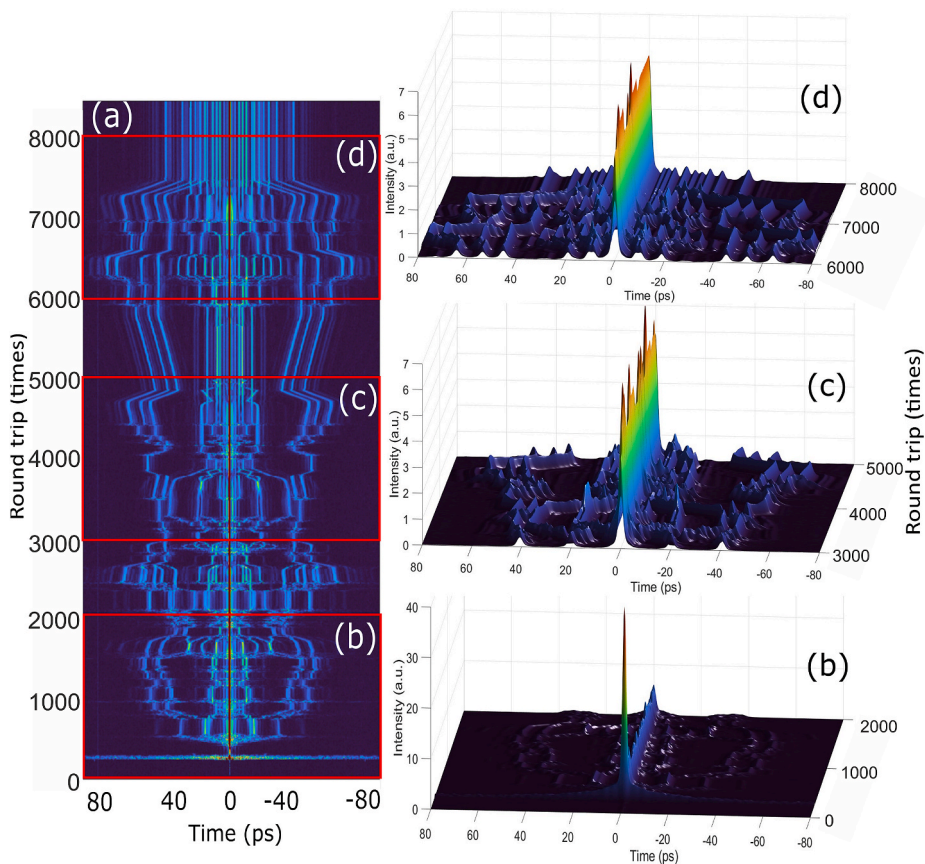 (a)
(d)
(c)
(b)
8000
7000
6000
5000
4000
3000
2000
1000
0
Round trip (times)
80 40 0 -40 -80
Time (ps)
(d)
7
6
5
4
3
2
1
0
Intensity (a.u.)
80 60 40 20 0 -20 -40 -60 -80
Time (ps)
8000
7000
6000
(c)
7
6
5
4
3
2
1
0
Intensity (a.u.)
80 60 40 20 0 -20 -40 -60 -80
Time (ps)
5000
4000
3000
Round trip (times)
(b)
40
30
20
10
0
Intensity (a.u.)
80 60 40 20 0 -20 -40 -60 -80
Time (ps)
2000
1000
0